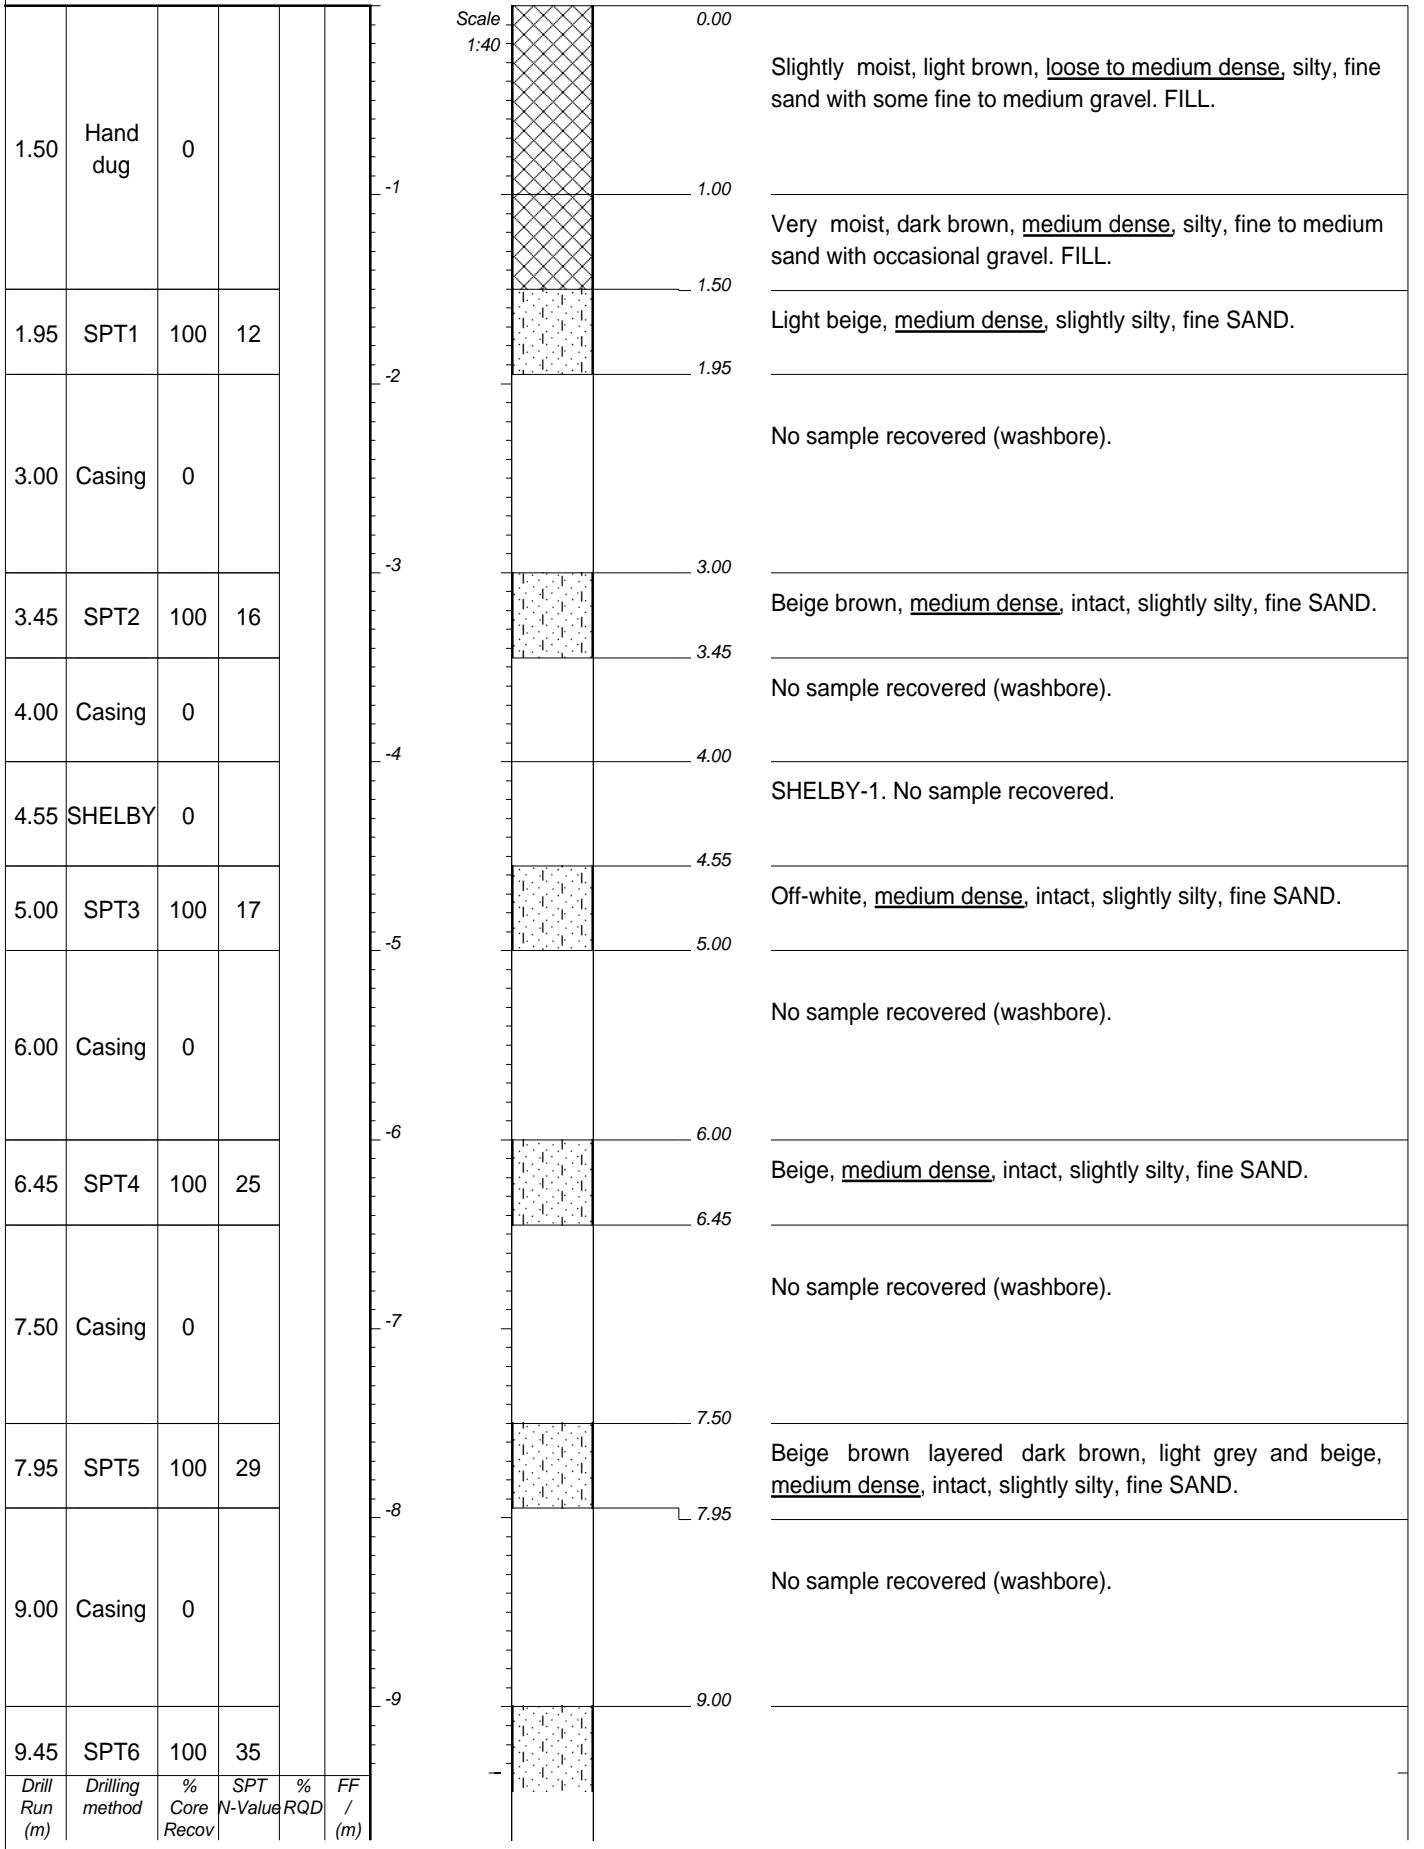 Scale
1:40
0.00
Slightly moist, light brown, loose to medium dense, silty, fine
sand with some fine to medium gravel. FILL.
1.50 Hand dug 0
-1 1.00
Very moist, dark brown, medium dense, silty, fine to medium
sand with occasional gravel. FILL.
1.50
1.95 SPT1 100 12
Light beige, medium dense, slightly silty, fine SAND.
-2 1.95
No sample recovered (washbore).
3.00 Casing 0
-3 3.00
3.45 SPT2 100 16
Beige brown, medium dense, intact, slightly silty, fine SAND.
3.45
No sample recovered (washbore).
4.00 Casing 0
-4 4.00
SHELBY-1. No sample recovered.
4.55 SHELBY 0
4.55
5.00 SPT3 100 17
Off-white, medium dense, intact, slightly silty, fine SAND.
-5 5.00
No sample recovered (washbore).
6.00 Casing 0
-6 6.00
6.45 SPT4 100 25
Beige, medium dense, intact, slightly silty, fine SAND.
6.45
No sample recovered (washbore).
7.50 Casing 0
-7
7.50
7.95 SPT5 100 29
Beige brown layered dark brown, light grey and beige,
medium dense, intact, slightly silty, fine SAND.
-8 7.95
No sample recovered (washbore).
9.00 Casing 0
-9 9.00
9.45 SPT6 100 35
Drill Drilling % SPT % FF
Run method Core N-Value RQD /
(m) Recov (m)